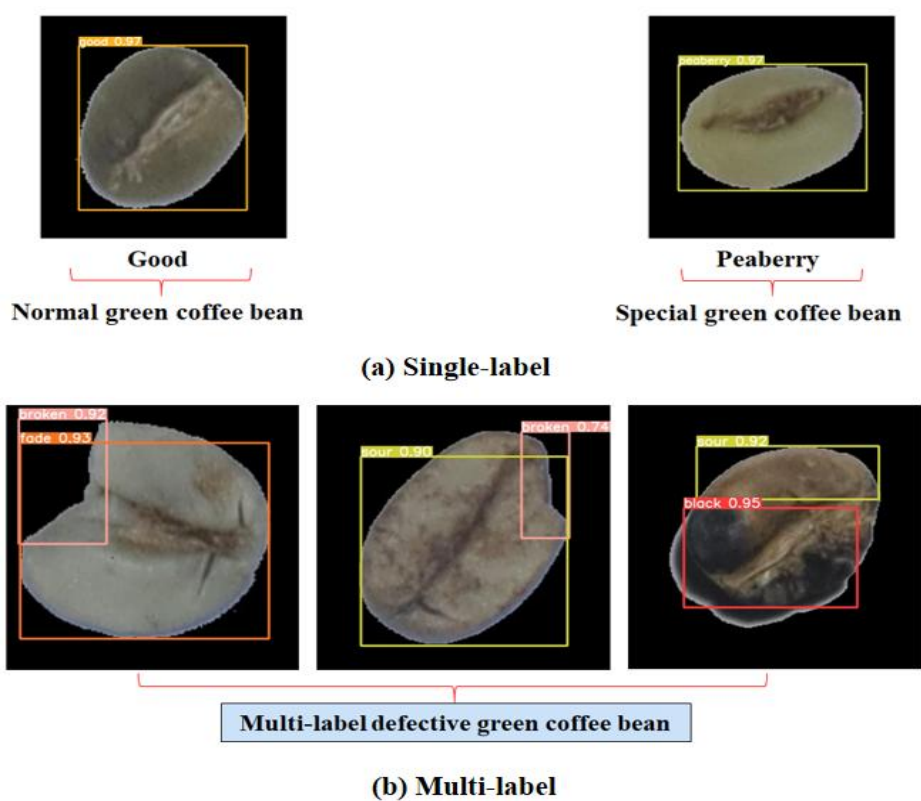 good 0.97
peaberry 0.97
Good
Peaberry
Normal green coffee bean
Special green coffee bean
(a) Single-label
broken 0.92
fade 0.93
sour 0.90
broken 0.74
sour 0.92
black 0.95
Multi-label defective green coffee bean
(b) Multi-label